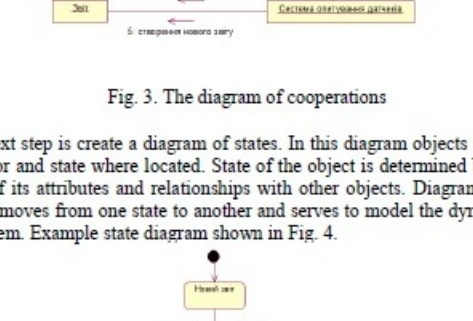 Звіт Система опитування датчиків
5: створення нового звіту
Fig. 3. The diagram of cooperations
ext step is create a diagram of states. In this diagram objects
or and state where located. State of the object is determined
f its attributes and relationships with other objects. Diagram
moves from one state to another and serves to model the dyn
em. Example state diagram shown in Fig. 4.
Новий звіт